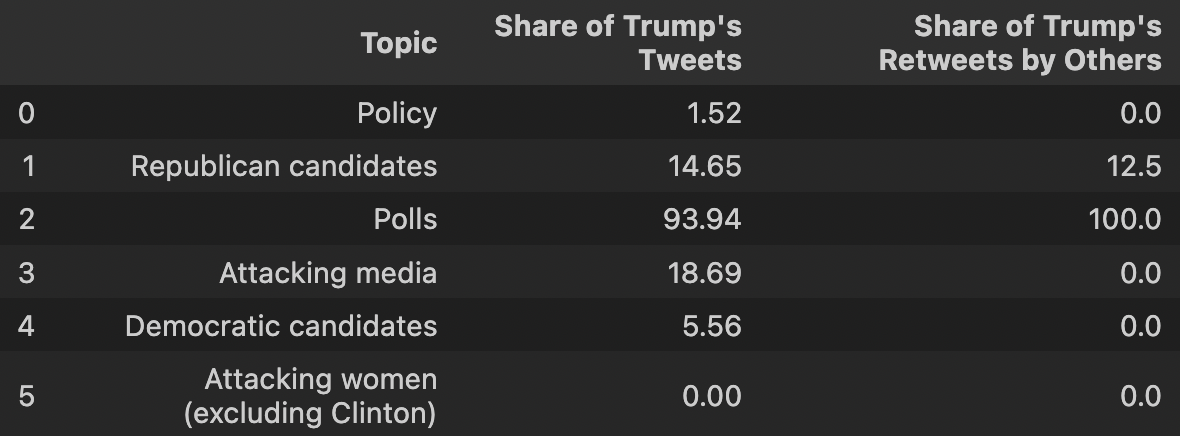 Topic Share of Trump's Tweets Share of Trump's Retweets by Others
0 Policy 1.52 0.0
1 Republican candidates 14.65 12.5
2 Polls 93.94 100.0
3 Attacking media 18.69 0.0
4 Democratic candidates 5.56 0.0
5 Attacking women (excluding Clinton) 0.00 0.0